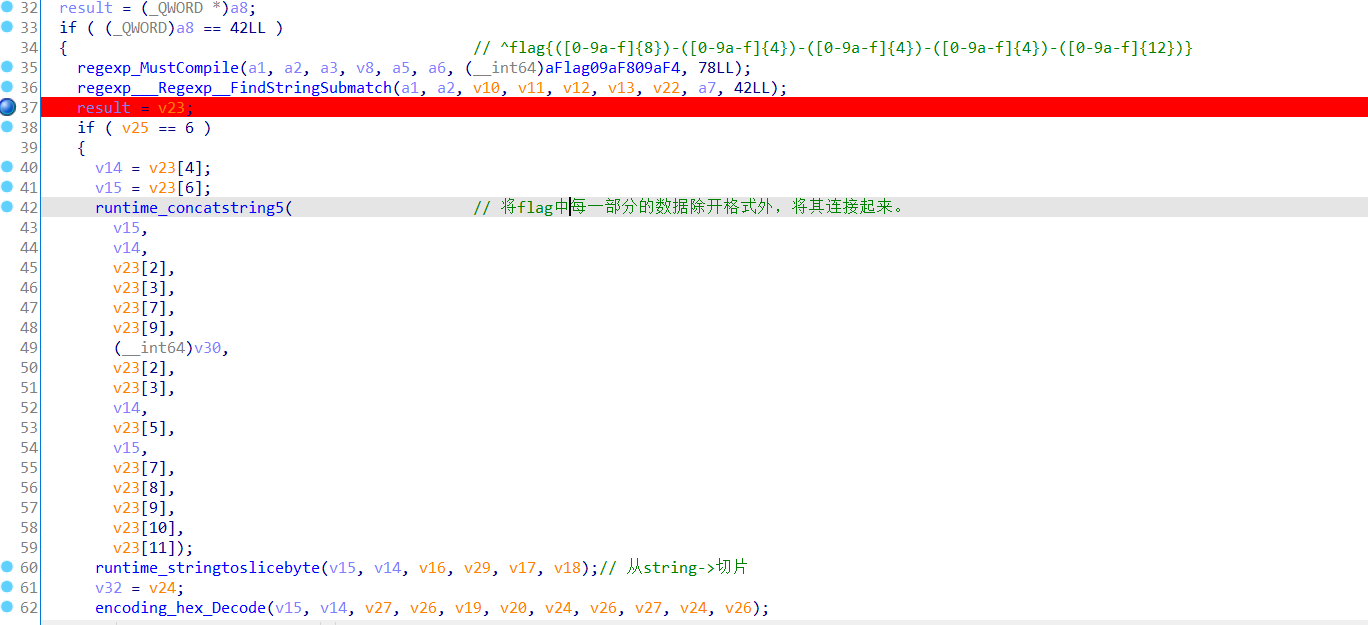 32 result = (_QWORD *)a8;
33 if ( (_QWORD)a8 == 42LL )
34 { // ^flag{([0-9a-f]{8})-([0-9a-f]{4})-([0-9a-f]{4})-([0-9a-f]{4})-([0-9a-f]{12})}
35 regexp_MustCompile(a1, a2, a3, v8, a5, a6, (__int64)aFlag09aF809aF4, 78LL);
36 regexp___Regexp__FindStringSubmatch(a1, a2, v10, v11, v12, v13, v22, a7, 42LL);
37 result = v23;
38 if ( v25 == 6 )
39 {
40 v14 = v23[4];
41 v15 = v23[6];
42 runtime_concatstring5( // 将flag中每一部分的数据除开格式外，将其连接起来。
43 v15,
44 v14,
45 v23[2],
46 v23[3],
47 v23[7],
48 v23[9],
49 (__int64)v30,
50 v23[2],
51 v23[3],
52 v14,
53 v23[5],
54 v15,
55 v23[7],
56 v23[8],
57 v23[9],
58 v23[10],
59 v23[11]);
60 runtime_stringtoslicebyte(v15, v14, v16, v29, v17, v18);// 从string->切片
61 v32 = v24;
62 encoding_hex_Decode(v15, v14, v27, v26, v19, v20, v24, v26, v27, v24, v26);